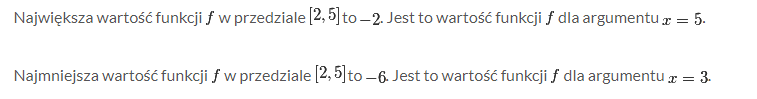 Największa wartość funkcji f w przedziale [2, 5] to −2. Jest to wartość funkcji f dla argumentu x = 5.
Najmniejsza wartość funkcji f w przedziale [2, 5] to −6. Jest to wartość funkcji f dla argumentu x = 3.